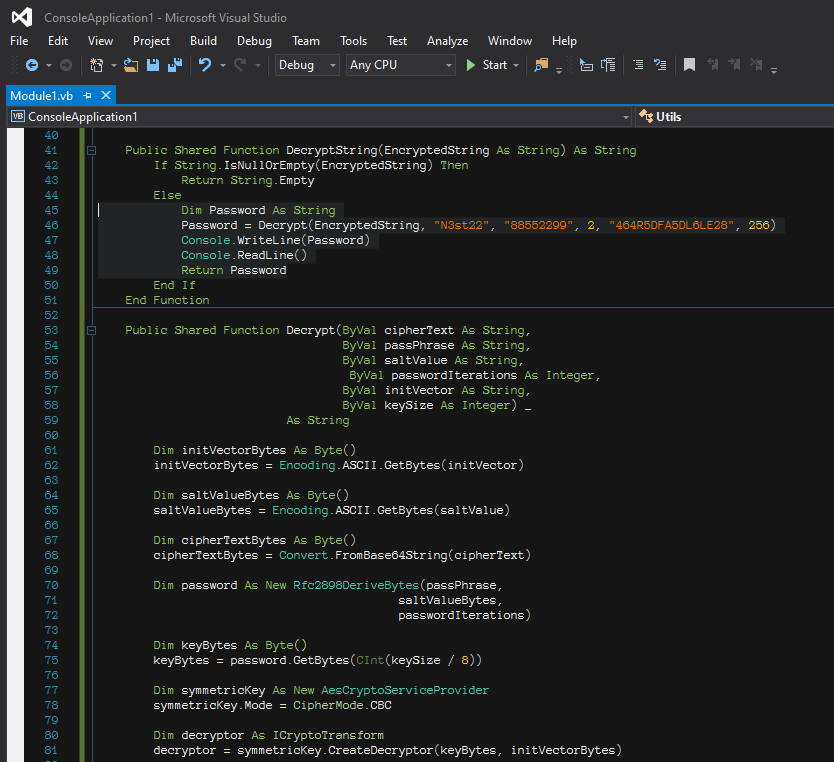 ConsoleApplication1 - Microsoft Visual Studio
File Edit View Project Build Debug Team Tools Test Analyze Window Help
Debug Any CPU Start
Module1.vb
VB ConsoleApplication1 Utils
40
41 Public Shared Function DecryptString(EncryptedString As String) As String
42 If String.IsNullOrEmpty(EncryptedString) Then
43 Return String.Empty
44 Else
45 Dim Password As String
46 Password = Decrypt(EncryptedString, "N3st22", "88552299", 2, "464R5DFA5DL6LE28", 256)
47 Console.WriteLine(Password)
48 Console.ReadLine()
49 Return Password
50 End If
51 End Function
52
53 Public Shared Function Decrypt(ByVal cipherText As String,
54 ByVal passPhrase As String,
55 ByVal saltValue As String,
56 ByVal passwordIterations As Integer,
57 ByVal initVector As String,
58 ByVal keySize As Integer) _
59 As String
60
61 Dim initVectorBytes As Byte()
62 initVectorBytes = Encoding.ASCII.GetBytes(initVector)
63
64 Dim saltValueBytes As Byte()
65 saltValueBytes = Encoding.ASCII.GetBytes(saltValue)
66
67 Dim cipherTextBytes As Byte()
68 cipherTextBytes = Convert.FromBase64String(cipherText)
69
70 Dim password As New Rfc2898DeriveBytes(passPhrase,
71 saltValueBytes,
72 passwordIterations)
73
74 Dim keyBytes As Byte()
75 keyBytes = password.GetBytes(CInt(keySize / 8))
76
77 Dim symmetricKey As New AesCryptoServiceProvider
78 symmetricKey.Mode = CipherMode.CBC
79
80 Dim decryptor As ICryptoTransform
81 decryptor = symmetricKey.CreateDecryptor(keyBytes, initVectorBytes)